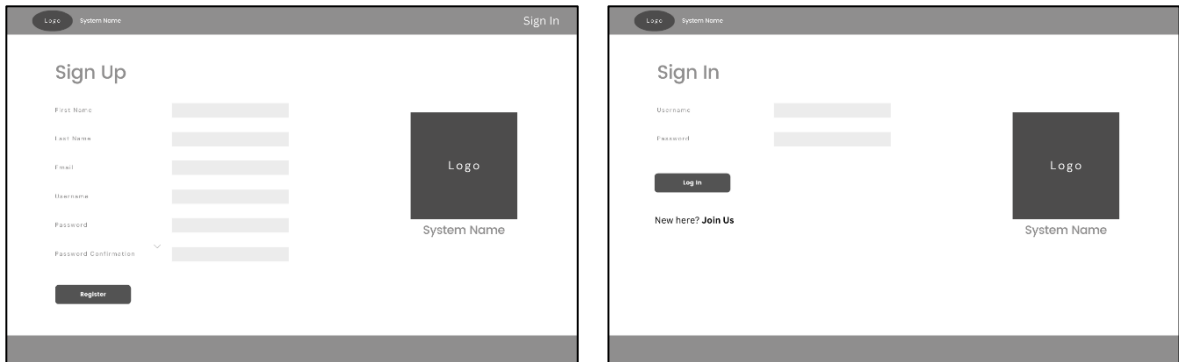 Logo System Name Sign In
Sign Up
First Name
Last Name
Email
Username
Password
Password Confirmation
Register
Logo
System Name
Logo System Name
Sign In
Username
Password
Log In
New here? Join Us
Logo
System Name